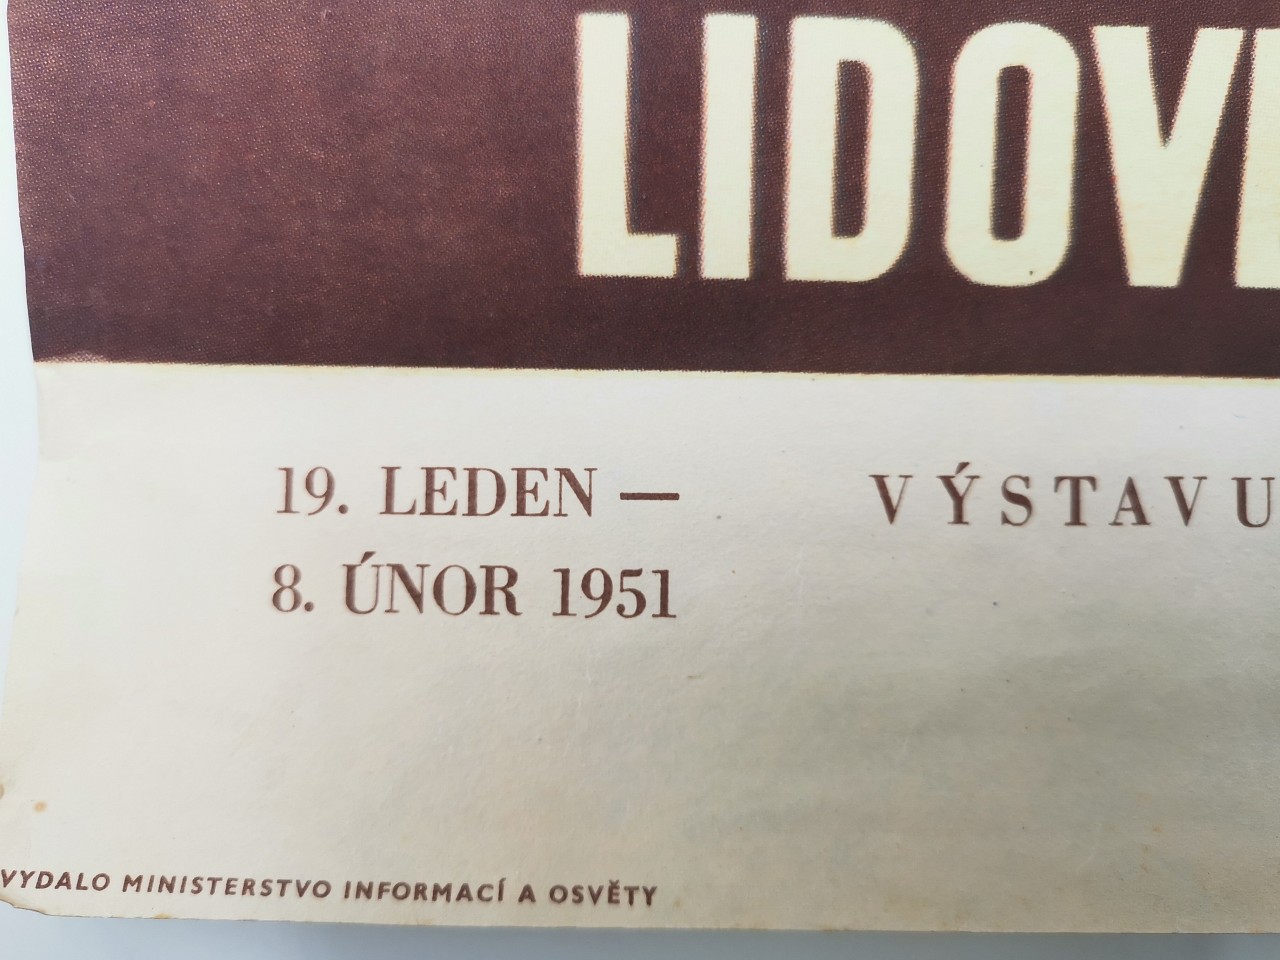 LIDOV
19. LEDEN — VÝSTAVU
8. ÚNOR 1951
VYDALO MINISTERSTVO INFORMACÍ A OSVĚTY